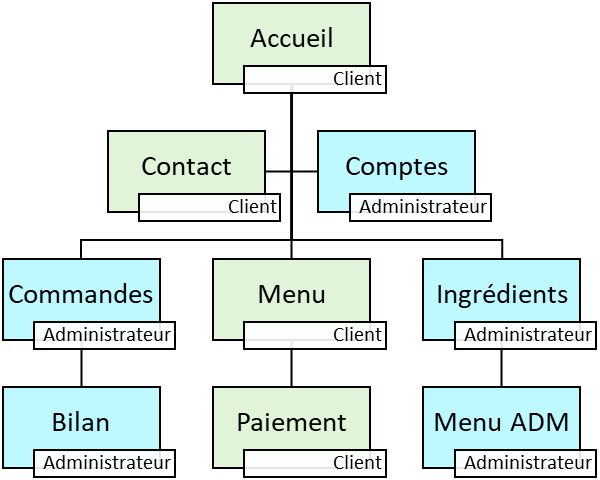 Accueil
Client
Contact
Client
Comptes
Administrateur
Commandes
Administrateur
Menu
Client
Ingrédients
Administrateur
Bilan
Administrateur
Paiement
Client
Menu ADM
Administrateur